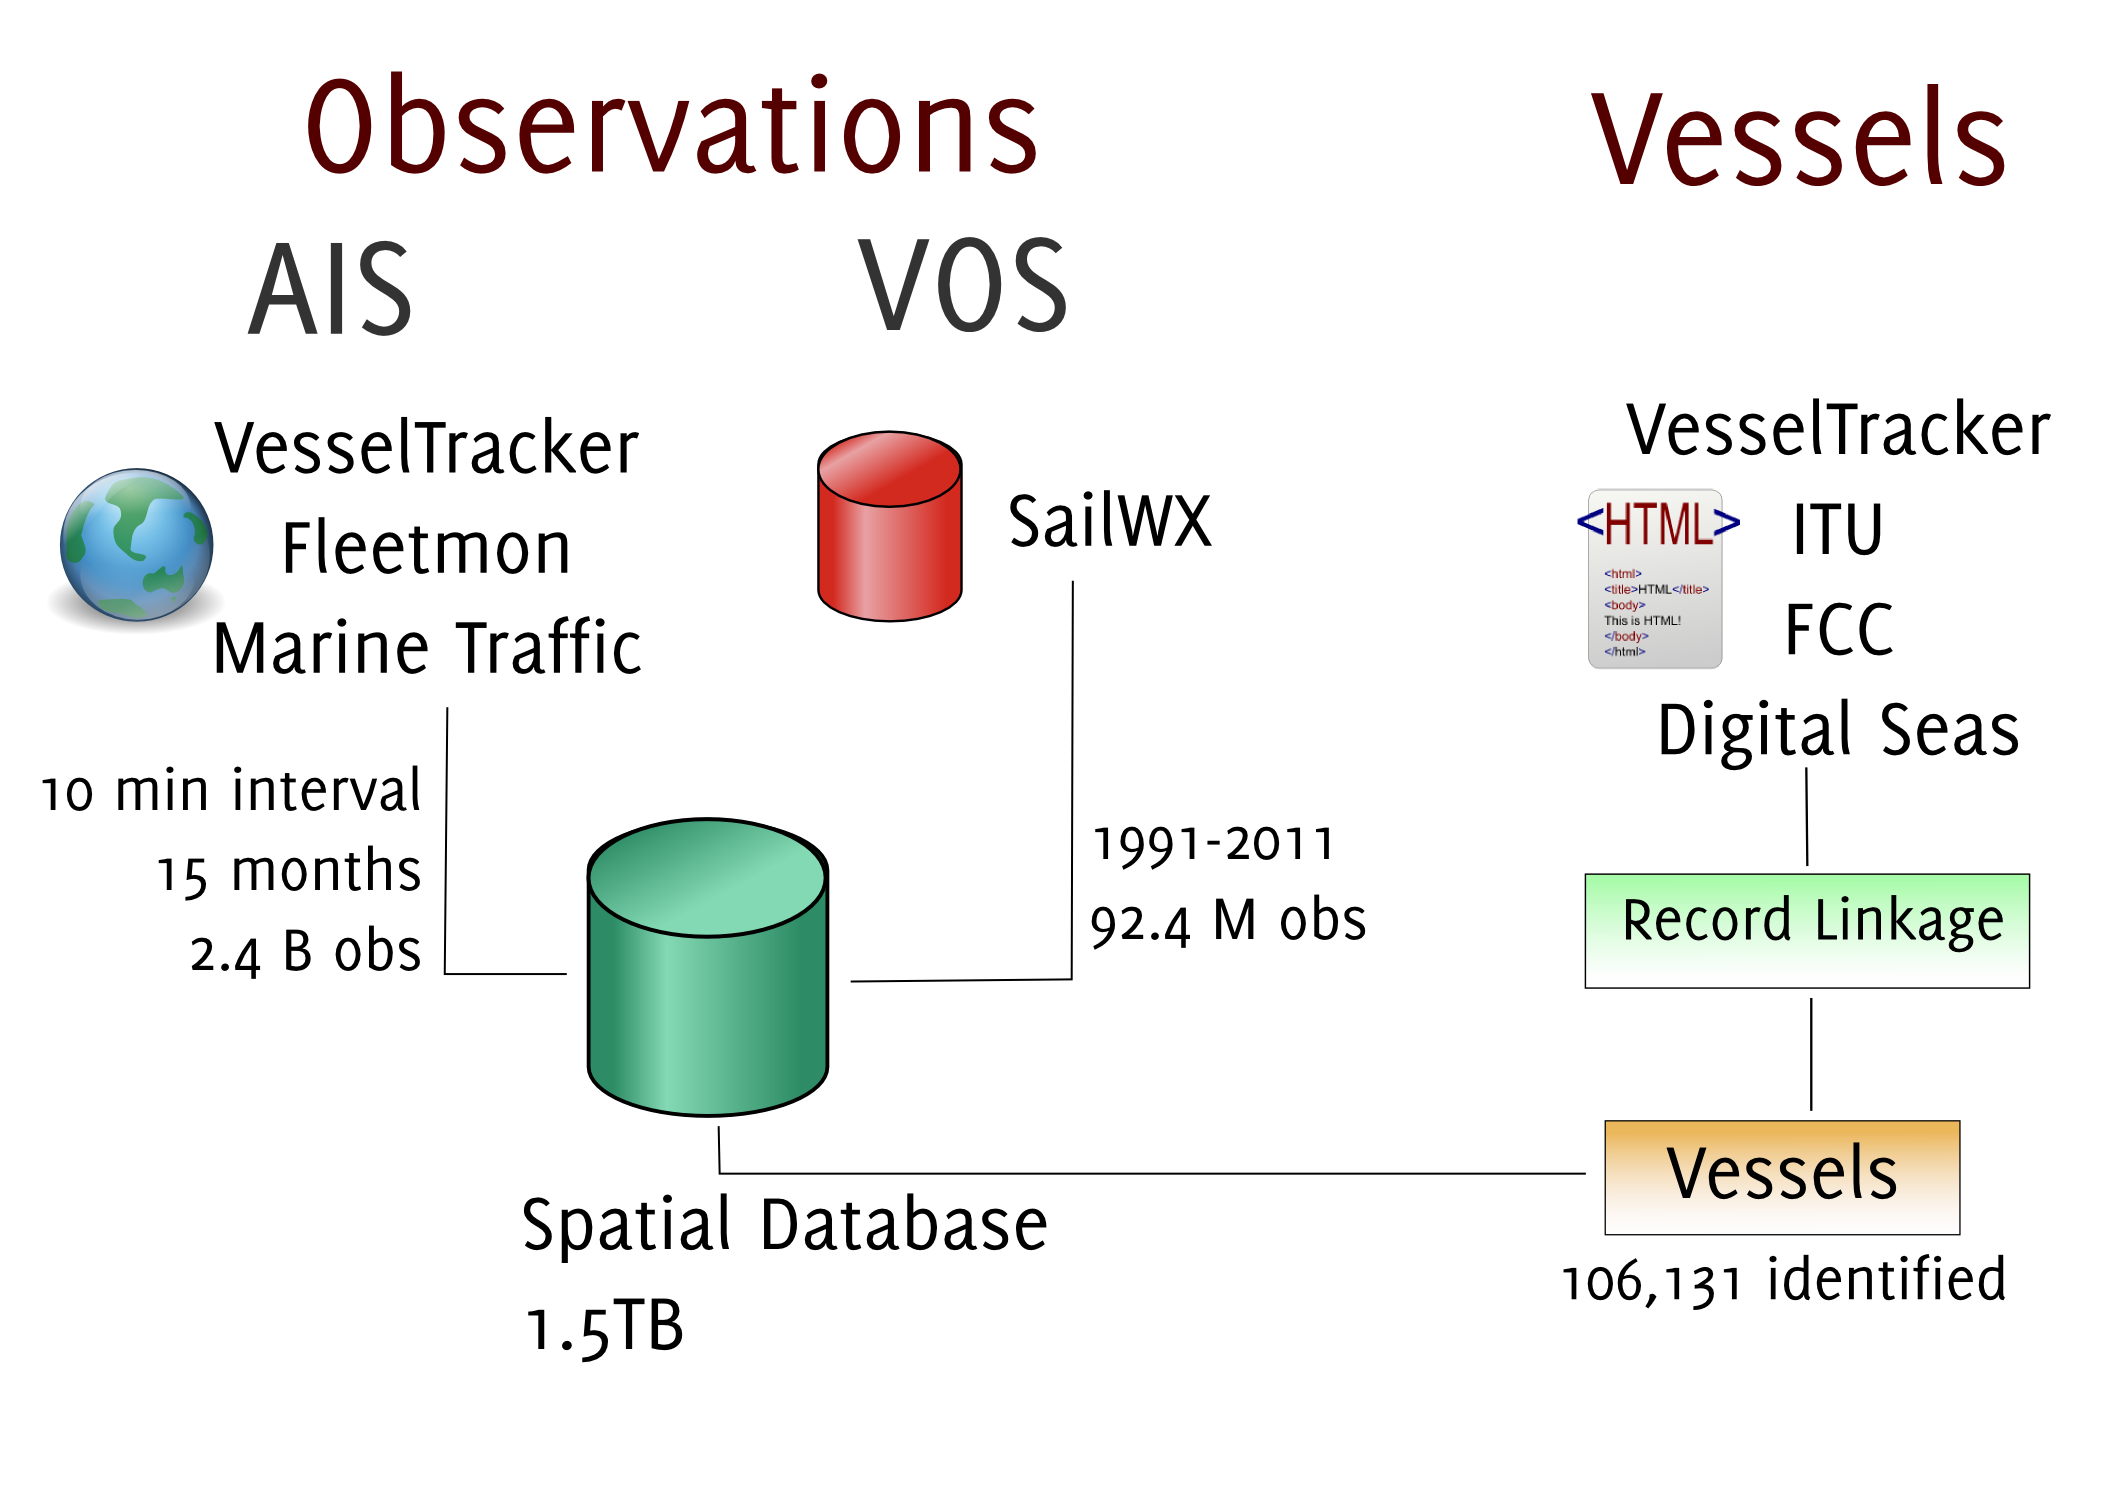 Observations
Vessels
AIS
VOS
VesselTracker
Fleetmon
Marine Traffic
SailWX
VesselTracker
ITU
FCC
Digital Seas
<HTML>
<html>
<title>HTML</title>
<body>
This is HTML!
</body>
</html>
10 min interval
15 months
2.4 B obs
1991-2011
92.4 M obs
Record Linkage
Vessels
106,131 identified
Spatial Database
1.5TB